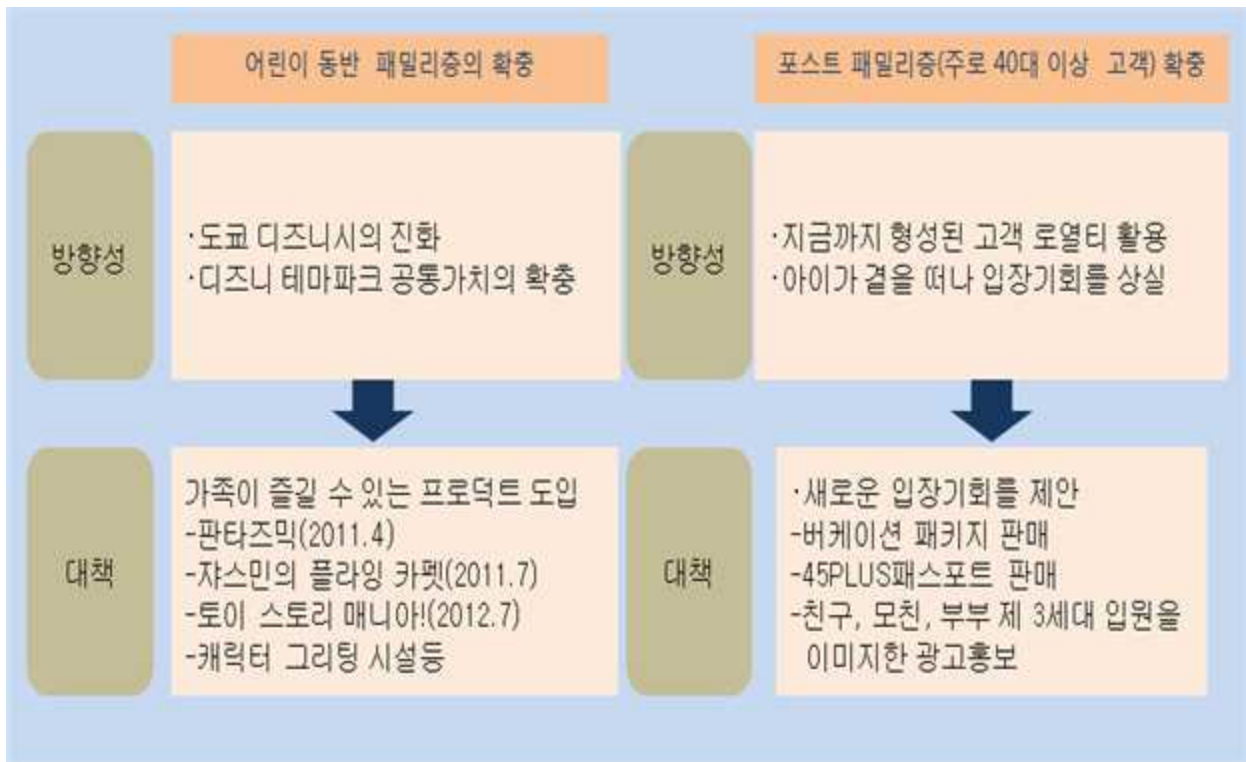 어린이 동반 패밀리층의 확충
방향성
·도쿄 디즈니시의 진화
·디즈니 테마파크 공통가치의 확충
대책
가족이 즐길 수 있는 프로덕트 도입
-판타즈믹(2011.4)
-쟈스민의 플라잉 카펫(2011.7)
-토이 스토리 매니아!(2012.7)
-캐릭터 그리팅 시설등
포스트 패밀리층(주로 40대 이상 고객) 확충
방향성
·지금까지 형성된 고객 로열티 활용
·아이가 곁을 떠나 입장기회를 상실
대책
·새로운 입장기회를 제안
-버케이션 패키지 판매
-45PLUS패스포트 판매
-친구, 모친, 부부 제 3세대 입원을
이미지한 광고홍보